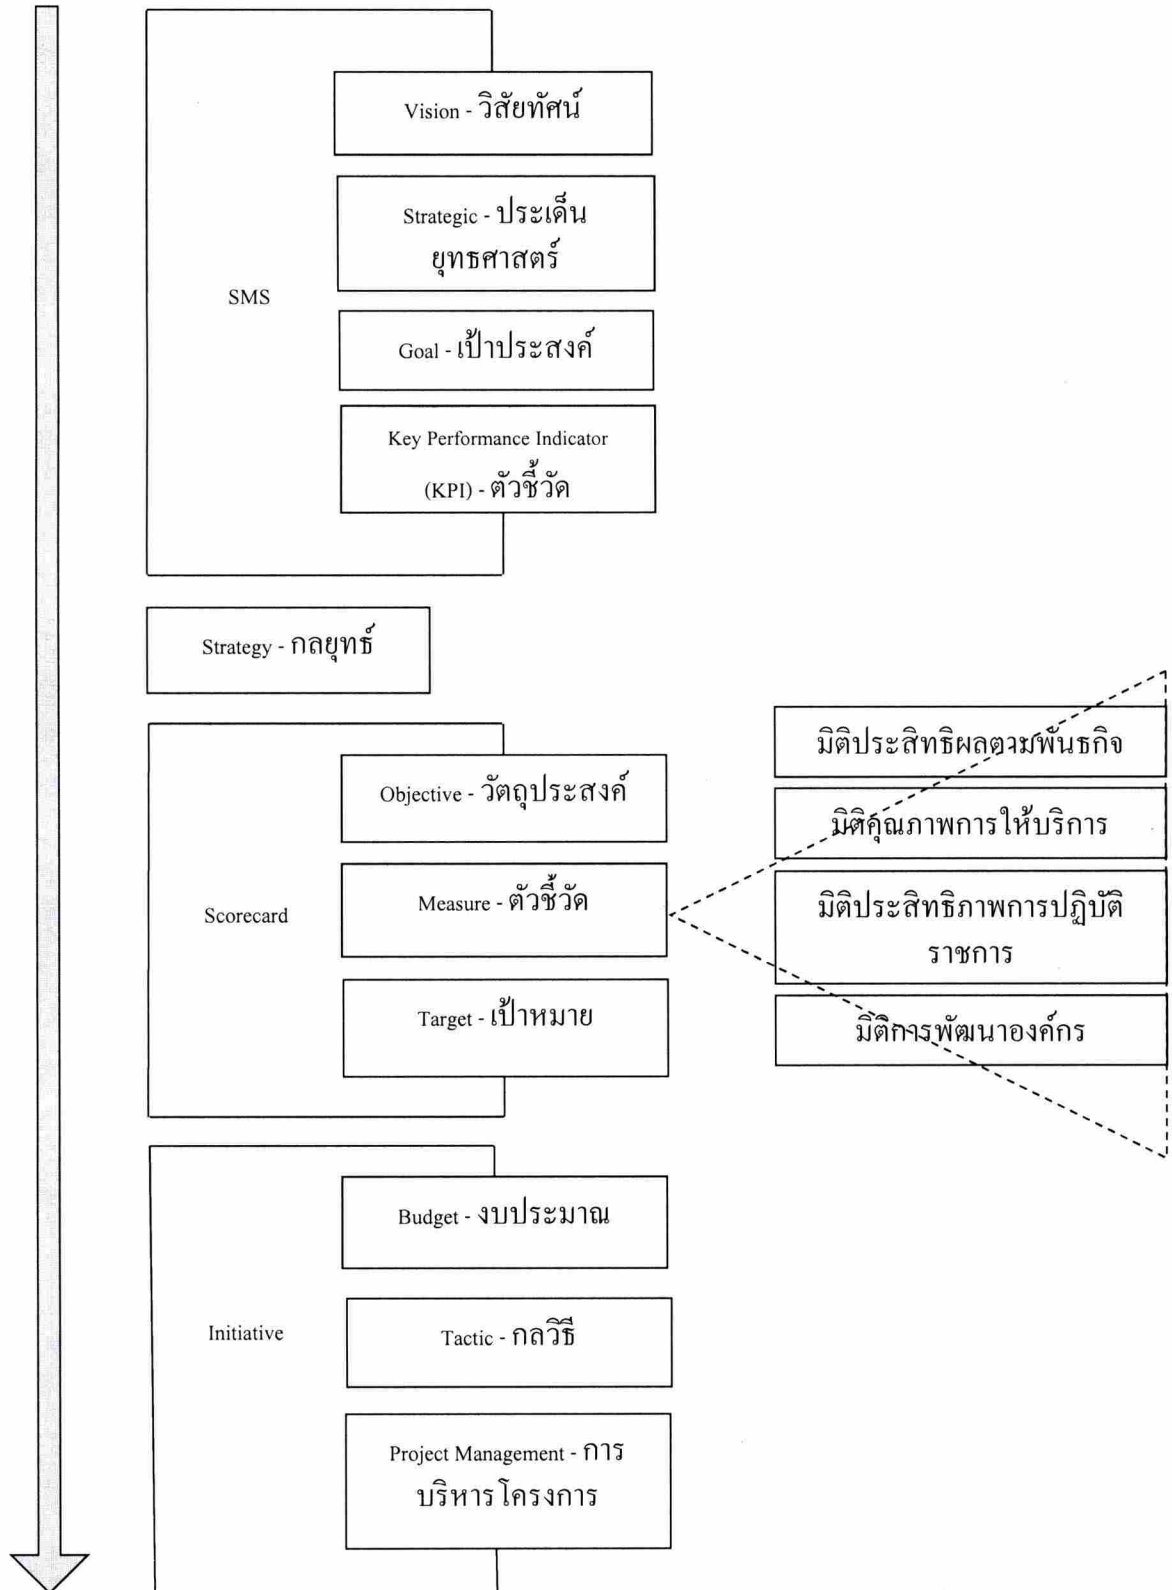 Vision - วิสัยทัศน์
Strategic - ประเด็น
ยุทธศาสตร์
SMS
Goal - เป้าประสงค์
Key Performance Indicator
(KPI) - ตัวชี้วัด
Strategy - กลยุทธ์
Objective - วัตถุประสงค์
Scorecard
Measure - ตัวชี้วัด
Target - เป้าหมาย
มิติประสิทธิผลตามพันธกิจ
มิติคุณภาพการให้บริการ
มิติประสิทธิภาพการปฏิบัติ
ราชการ
มิติการพัฒนาองค์กร
Budget - งบประมาณ
Initiative
Tactic - กลวิธี
Project Management - การ
บริหารโครงการ